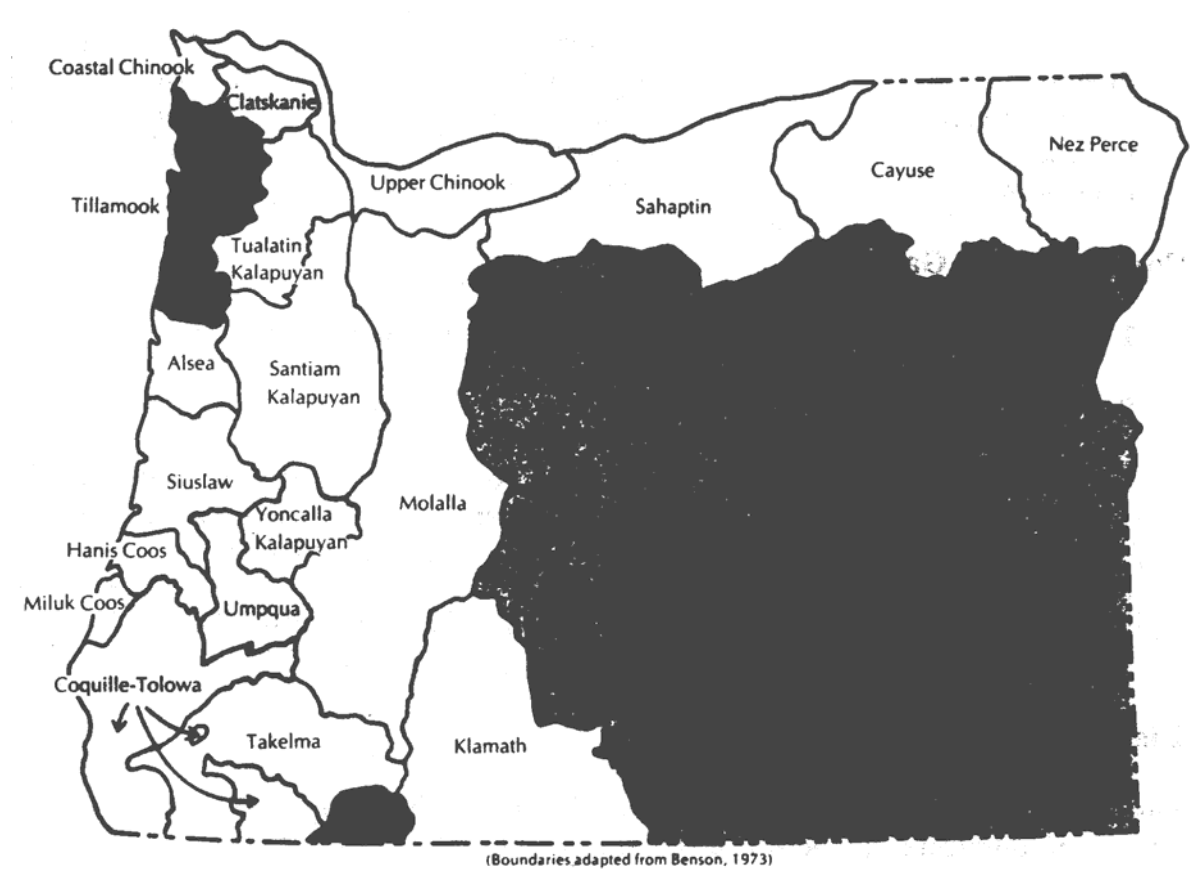 Coastal Chinook
Clatskanie
Nez Perce
Cayuse
Upper Chinook
Tillamook
Sahaptin
Tualatin
Kalapuyan
Alsea
Santiam
Kalapuyan
Siuslaw
Molalla
Yoncalla
Kalapuyan
Hanis Coos
Miluk Coos
Umpqua
Coquille-Tolowa
Takelma
Klamath
(Boundaries adapted from Benson, 1973)